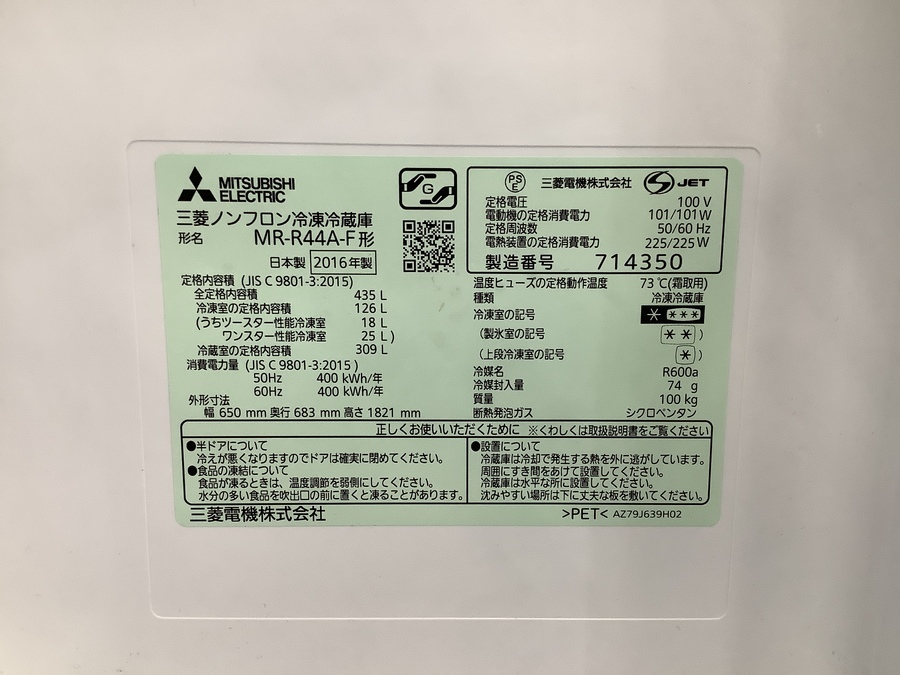 MITSUBISHI
ELECTRIC
G
三菱ノンフロン冷凍冷蔵庫
形名 MR-R44A-F形
日本製 2016年製
定格内容積 (JIS C 9801-3:2015)
全定格内容積 435 L
冷凍室の定格内容積 126 L
(うちツースター性能冷凍室 18 L
ワンスター性能冷凍室 25 L)
冷蔵室の定格内容積 309 L
消費電力量 (JIS C 9801-3:2015)
50Hz 400 kWh/年
60Hz 400 kWh/年
外形寸法
幅 650 mm 奥行 683 mm 高さ 1821 mm
PS
E 三菱電機株式会社 JET
定格電圧 100 V
電動機の定格消費電力 101/101W
定格周波数 50/60 Hz
電熱装置の定格消費電力 225/225W
製造番号 714350
温度ヒューズの定格動作温度 73 ℃(霜取用)
種類 冷凍冷蔵庫
冷凍室の記号 * ***
(製氷室の記号 ** )
(上段冷凍室の記号 * )
冷媒名 R600a
冷媒封入量 74 g
質量 100 kg
断熱発泡ガス シクロペンタン
正しくお使いいただくために ※くわしくは取扱説明書をご覧ください
●半ドアについて
冷えが悪くなりますのでドアは確実に閉めてください。
●食品の凍結について
食品が凍るときは、温度調節を弱側にしてください。
水分の多い食品を吹出口の前に置くと凍ることがあります。
●設置について
冷蔵庫は冷却で発生する熱を外に逃がしています。
周囲にすき間をあけて設置してください。
冷蔵庫は水平な所に設置してください。
沈みやすい場所は下に丈夫な板を敷いてください。
三菱電機株式会社 >PET< AZ79J639H02